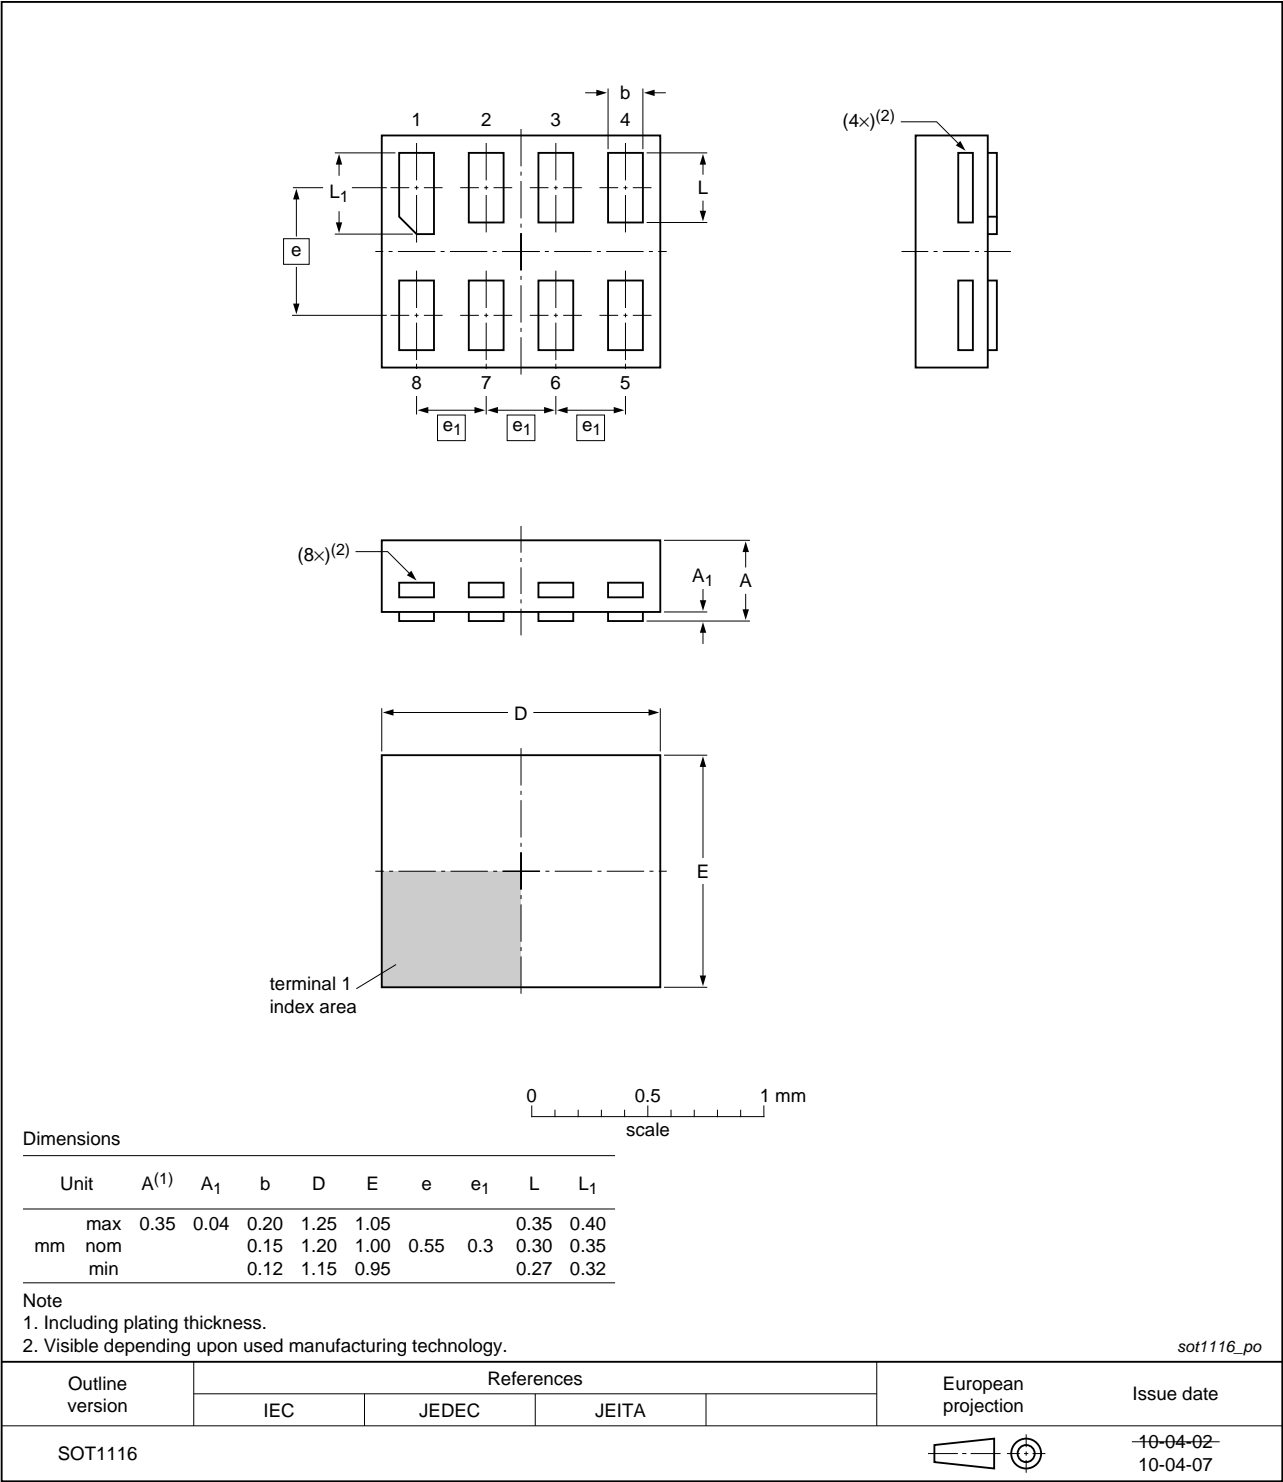 b
1 2 3 4
(4×)(2)
L1
L
e
8 7 6 5
e1 e1 e1
(8×)(2)
A1 A
D
E
terminal 1
index area
0 0.5 1 mm
scale
Dimensions
Unit A(1) A1 b D E e e1 L L1
max 0.35 0.04 0.20 1.25 1.05 0.35 0.40
mm nom 0.15 1.20 1.00 0.55 0.3 0.30 0.35
min 0.12 1.15 0.95 0.27 0.32
Note
1. Including plating thickness.
2. Visible depending upon used manufacturing technology.
sot1116_po
Outline
version
References
IEC JEDEC JEITA
European
projection
Issue date
SOT1116
10-04-02
10-04-07